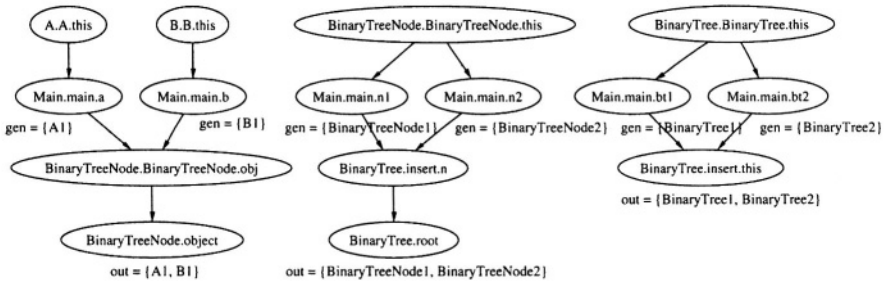 A.A.this
B.B.this
BinaryTreeNode.BinaryTreeNode.this
BinaryTree.BinaryTree.this
Main.main.a
Main.main.b
Main.main.n1
Main.main.n2
Main.main.bt1
Main.main.bt2
gen = {A1}
gen = {B1}
gen = {BinaryTreeNode1}
gen = {BinaryTreeNode2}
gen = {BinaryTree1}
gen = {BinaryTree2}
BinaryTreeNode.BinaryTreeNode.obj
BinaryTree.insert.n
BinaryTree.insert.this
out = {BinaryTree1, BinaryTree2}
BinaryTreeNode.object
BinaryTree.root
out = {A1, B1}
out = {BinaryTreeNode1, BinaryTreeNode2}